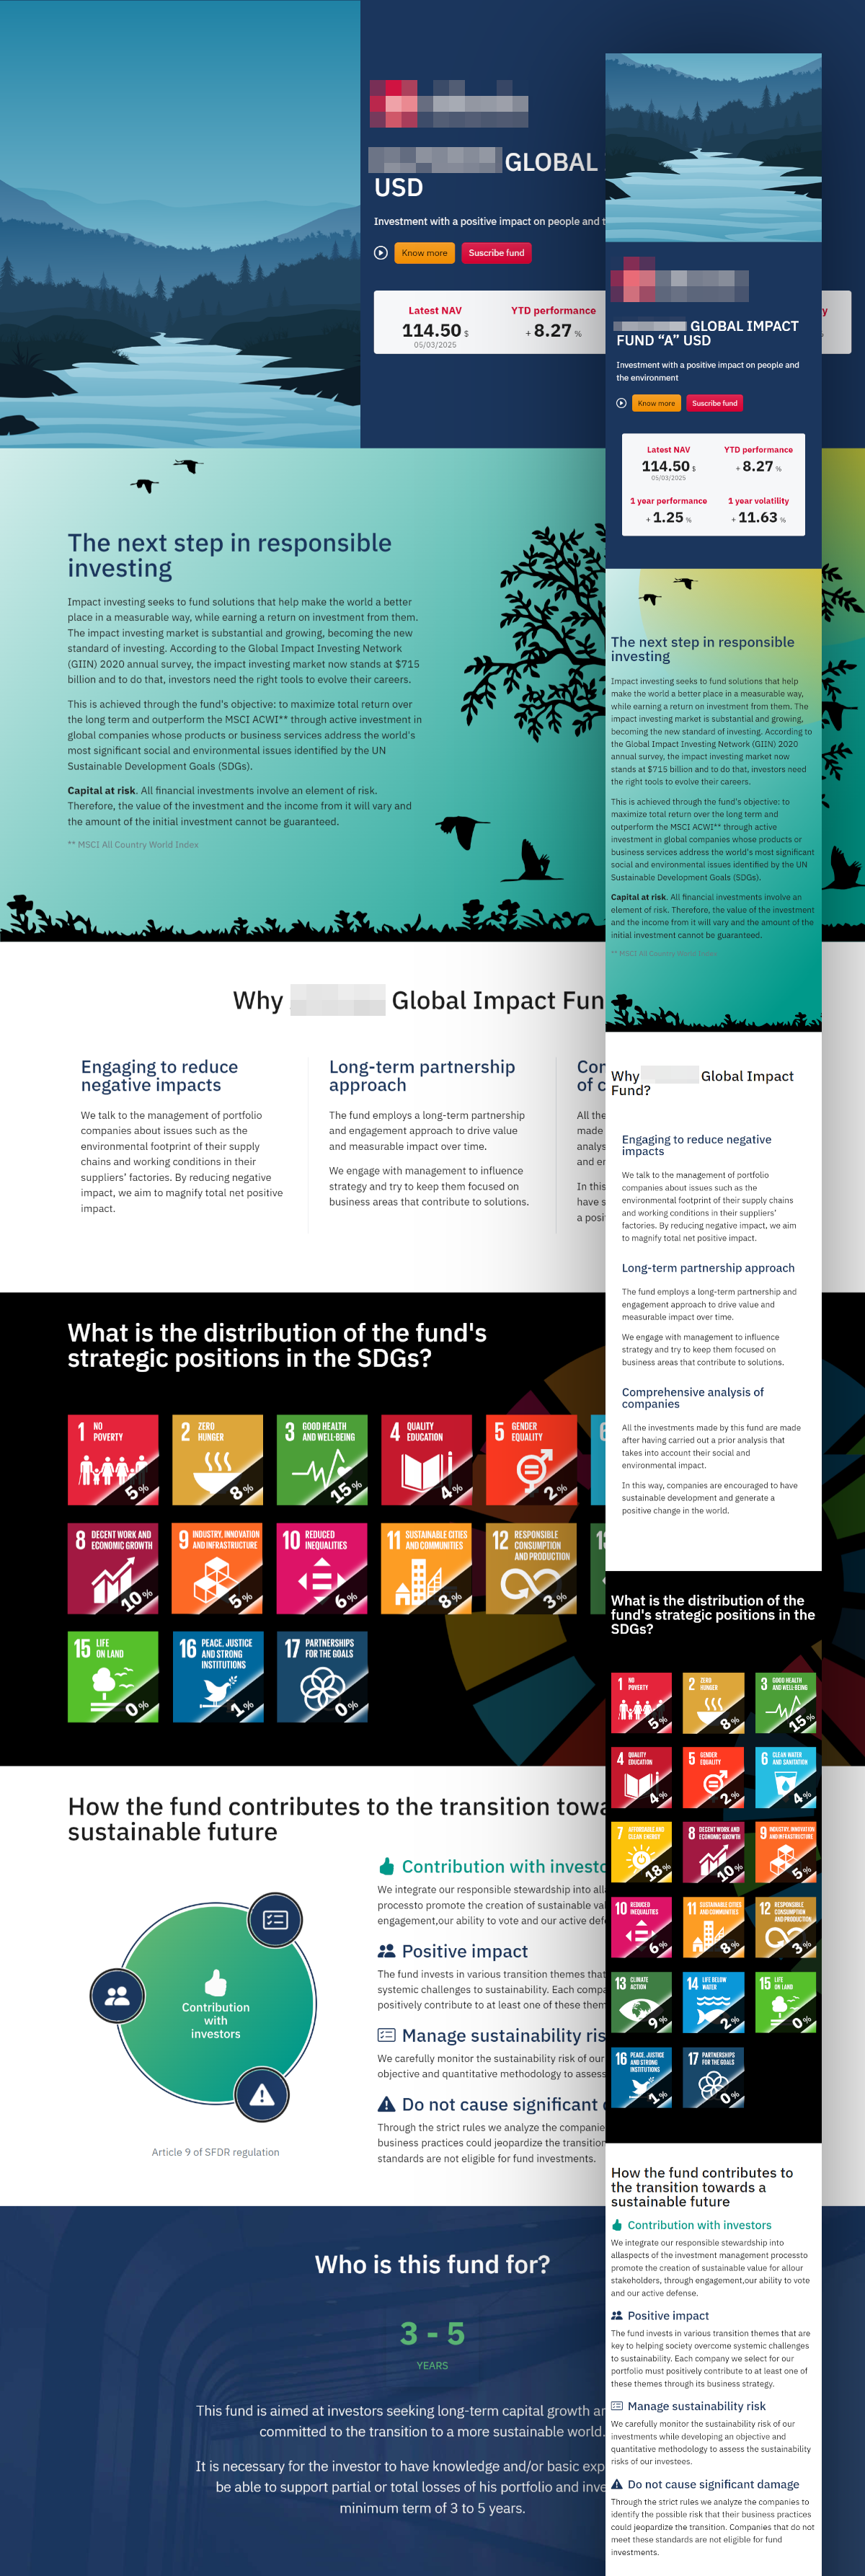 GLOBAL
USD
Investment with a positive impact on people and t
Know more
Suscribe fund
Latest NAV
YTD performance
114.50 $
+ 8.27 %
05/03/2025
y
The next step in responsible
investing
Impact investing seeks to fund solutions that help make the world a better
place in a measurable way, while earning a return on investment from them.
The impact investing market is substantial and growing, becoming the new
standard of investing. According to the Global Impact Investing Network
(GIIN) 2020 annual survey, the impact investing market now stands at $715
billion and to do that, investors need the right tools to evolve their careers.
This is achieved through the fund's objective: to maximize total return over
the long term and outperform the MSCI ACWI** through active investment in
global companies whose products or business services address the world's
most significant social and environmental issues identified by the UN
Sustainable Development Goals (SDGs).
Capital at risk. All financial investments involve an element of risk.
Therefore, the value of the investment and the income from it will vary and
the amount of the initial investment cannot be guaranteed.
** MSCI All Country World Index
Why Global Impact Fun
Engaging to reduce
negative impacts
We talk to the management of portfolio
companies about issues such as the
environmental footprint of their supply
chains and working conditions in their
suppliers' factories. By reducing negative
impact, we aim to magnify total net positive
impact.
Long-term partnership
approach
The fund employs a long-term partnership
and engagement approach to drive value
and measurable impact over time.
We engage with management to influence
strategy and try to keep them focused on
business areas that contribute to solutions.
Con
of c
All the
made
analys
and en
In this
have s
a posi
What is the distribution of the fund's
strategic positions in the SDGs?
1 NO
POVERTY
5%
2 ZERO
HUNGER
8%
3 GOOD HEALTH
AND WELL-BEING
15%
4 QUALITY
EDUCATION
4%
5 GENDER
EQUALITY
2%
6
8 DECENT WORK AND
ECONOMIC GROWTH
10%
9 INDUSTRY, INNOVATION
AND INFRASTRUCTURE
5%
10 REDUCED
INEQUALITIES
6%
11 SUSTAINABLE CITIES
AND COMMUNITIES
8%
12 RESPONSIBLE
CONSUMPTION
AND PRODUCTION
3%
13
15 LIFE
ON LAND
0%
16 PEACE, JUSTICE
AND STRONG
INSTITUTIONS
1%
17 PARTNERSHIPS
FOR THE GOALS
0%
How the fund contributes to the transition towa
sustainable future
Contribution
with
investors
Article 9 of SFDR regulation
Contribution with investo
We integrate our responsible stewardship into all
processto promote the creation of sustainable val
engagement,our ability to vote and our active defe
Positive impact
The fund invests in various transition themes that
systemic challenges to sustainability. Each compa
positively contribute to at least one of these them
Manage sustainability ris
We carefully monitor the sustainability risk of our
objective and quantitative methodology to assess
Do not cause significant
Through the strict rules we analyze the companie
business practices could jeopardize the transition
standards are not eligible for fund investments.
Who is this fund for?
3 - 5
YEARS
This fund is aimed at investors seeking long-term capital growth an
committed to the transition to a more sustainable world.
It is necessary for the investor to have knowledge and/or basic exp
be able to support partial or total losses of his portfolio and inve
minimum term of 3 to 5 years.
GLOBAL IMPACT
FUND “A” USD
Investment with a positive impact on people and
the environment
Know more
Suscribe fund
Latest NAV
YTD performance
114.50 $
+ 8.27 %
05/03/2025
1 year performance
1 year volatility
+ 1.25 %
+ 11.63 %
The next step in responsible
investing
Impact investing seeks to fund solutions that help
make the world a better place in a measurable way,
while earning a return on investment from them. The
impact investing market is substantial and growing,
becoming the new standard of investing. According to
the Global Impact Investing Network (GIIN) 2020
annual survey, the impact investing market now
stands at $715 billion and to do that, investors need
the right tools to evolve their careers.
This is achieved through the fund's objective: to
maximize total return over the long term and
outperform the MSCI ACWI** through active
investment in global companies whose products or
business services address the world's most significant
social and environmental issues identified by the UN
Sustainable Development Goals (SDGs).
Capital at risk. All financial investments involve an
element of risk. Therefore, the value of the investment
and the income from it will vary and the amount of the
initial investment cannot be guaranteed.
** MSCI All Country World Index
Why Global Impact
Fund?
Engaging to reduce negative
impacts
We talk to the management of portfolio
companies about issues such as the
environmental footprint of their supply chains
and working conditions in their suppliers'
factories. By reducing negative impact, we aim
to magnify total net positive impact.
Long-term partnership approach
The fund employs a long-term partnership and
engagement approach to drive value and
measurable impact over time.
We engage with management to influence
strategy and try to keep them focused on
business areas that contribute to solutions.
Comprehensive analysis of
companies
All the investments made by this fund are made
after having carried out a prior analysis that
takes into account their social and
environmental impact.
In this way, companies are encouraged to have
sustainable development and generate a
positive change in the world.
What is the distribution of the
fund's strategic positions in the
SDGs?
1 NO
POVERTY
5%
2 ZERO
HUNGER
8%
3 GOOD HEALTH
AND WELL-BEING
15%
4 QUALITY
EDUCATION
4%
5 GENDER
EQUALITY
2%
6 CLEAN WATER
AND SANITATION
4%
7 AFFORDABLE AND
CLEAN ENERGY
18%
8 DECENT WORK AND
ECONOMIC GROWTH
10%
9 INDUSTRY, INNOVATION
AND INFRASTRUCTURE
5%
10 REDUCED
INEQUALITIES
6%
11 SUSTAINABLE CITIES
AND COMMUNITIES
8%
12 RESPONSIBLE
CONSUMPTION
AND PRODUCTION
3%
13 CLIMATE
ACTION
9%
14 LIFE BELOW
WATER
2%
15 LIFE
ON LAND
0%
16 PEACE, JUSTICE
AND STRONG
INSTITUTIONS
1%
17 PARTNERSHIPS
FOR THE GOALS
0%
How the fund contributes to
the transition towards a
sustainable future
Contribution with investors
We integrate our responsible stewardship into
allaspects of the investment management processto
promote the creation of sustainable value for allour
stakeholders, through engagement,our ability to vote
and our active defense.
Positive impact
The fund invests in various transition themes that are
key to helping society overcome systemic challenges
to sustainability. Each company we select for our
portfolio must positively contribute to at least one of
these themes through its business strategy.
Manage sustainability risk
We carefully monitor the sustainability risk of our
investments while developing an objective and
quantitative methodology to assess the sustainability
risks of our investees.
Do not cause significant damage
Through the strict rules we analyze the companies to
identify the possible risk that their business practices
could jeopardize the transition. Companies that do not
meet these standards are not eligible for fund
investments.